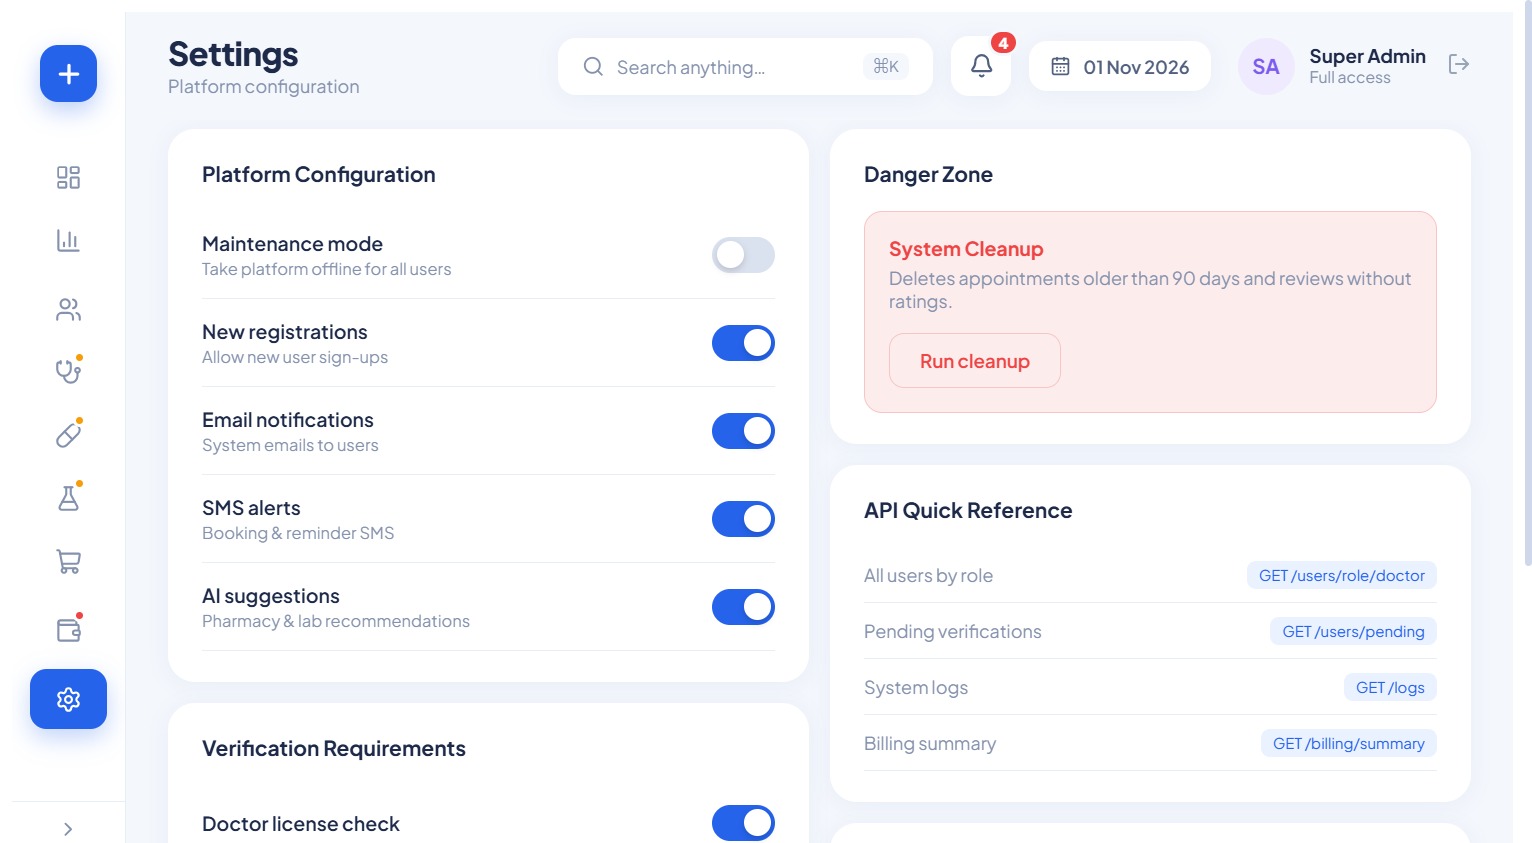 Settings
Platform configuration
Search anything...
⌘K
4
01 Nov 2026
SA
Super Admin
Full access
Platform Configuration
Maintenance mode
Take platform offline for all users
New registrations
Allow new user sign-ups
Email notifications
System emails to users
SMS alerts
Booking & reminder SMS
AI suggestions
Pharmacy & lab recommendations
Verification Requirements
Doctor license check
Danger Zone
System Cleanup
Deletes appointments older than 90 days and reviews without
ratings.
Run cleanup
API Quick Reference
All users by role
GET /users/role/doctor
Pending verifications
GET /users/pending
System logs
GET /logs
Billing summary
GET /billing/summary